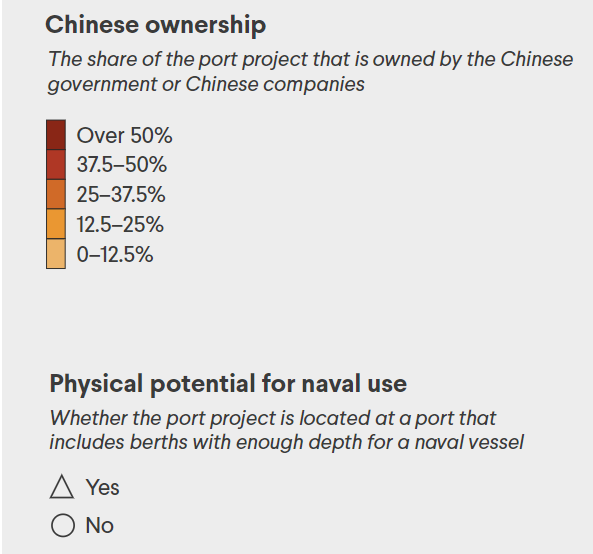 Chinese ownership
The share of the port project that is owned by the Chinese
government or Chinese companies
Over 50%
37.5–50%
25–37.5%
12.5–25%
0–12.5%
Physical potential for naval use
Whether the port project is located at a port that
includes berths with enough depth for a naval vessel
Yes
No